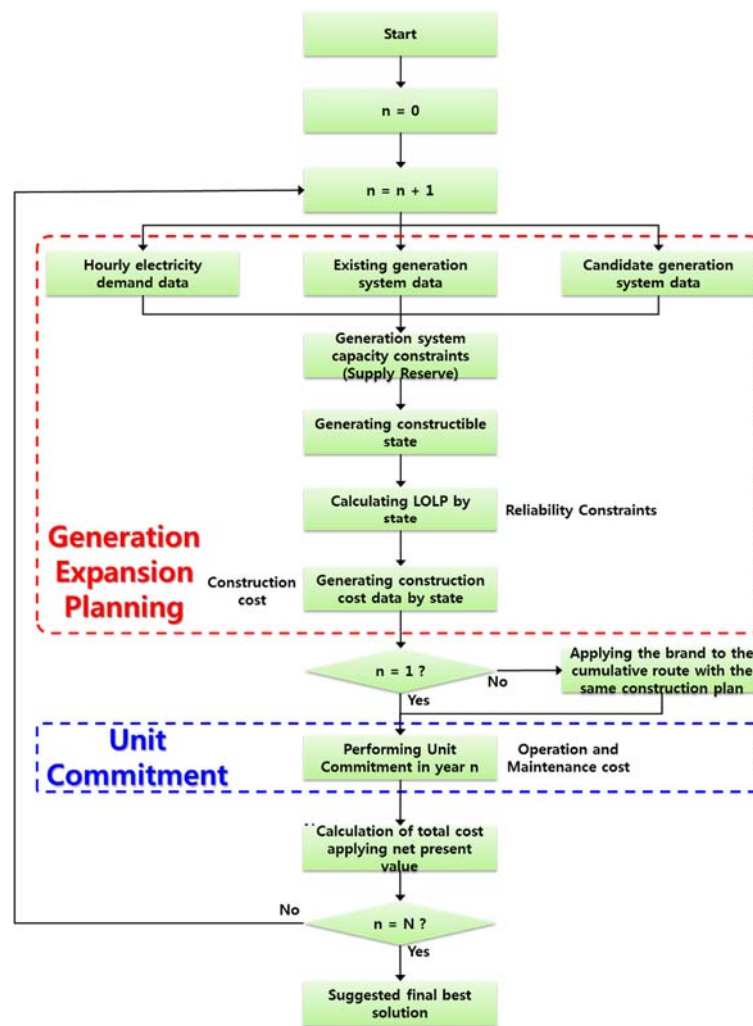 Start
n = 0
n = n + 1
Hourly electricity
demand data
Existing generation
system data
Candidate generation
system data
Generation system
capacity constraints
(Supply Reserve)
Generating constructible
state
Calculating LOLP by
state
Reliability Constraints
Generation
Expansion
Planning
Construction
cost
Generating construction
cost data by state
n = 1 ?
No
Yes
Applying the brand to the
cumulative route with the
same construction plan
Unit
Commitment
Performing Unit
Commitment in year n
Operation and
Maintenance cost
Calculation of total cost
applying net present
value
No
n = N ?
Yes
Suggested final best
solution